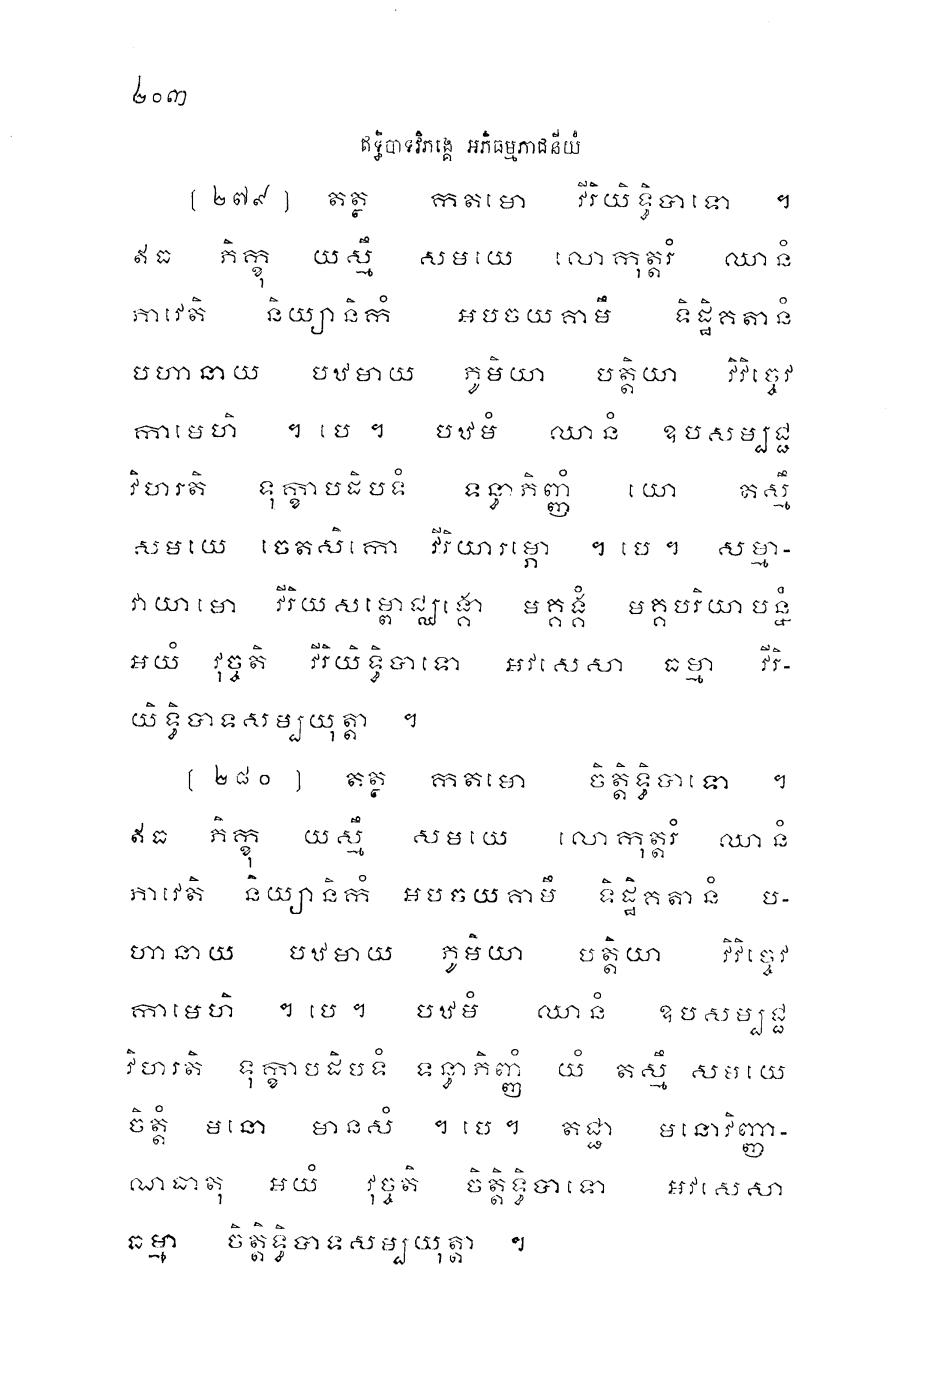 ២០៣
ឥទ្ធិបាទវិភង្គេ អភិធម្មភាជនីយំ
[ ២៧៩ ] តត្ថ កតមោ វីរិយិទ្ធិបាទោ ។
ឥធ ភិក្ខុ យស្មឹ សមយេ លោកុត្តរំ ឈានំ
ភាវេតិ និយ្យានិកំ អបចយគាមឹ ទិដ្ឋិគតានំ
បហានាយ បឋមាយ ភូមិយា បត្តិយា វិវិច្ចេវ
កាមេហិ ។ បេ ។ បឋមំ ឈានំ ឧបសម្បជ្ជ
វិហរតិ ទុក្ខាបដិបទំ ទន្ធាភិញ្ញំ យោ តស្មឹ
សមយេ ចេតសិកោ វីរិយារម្ភោ ។ បេ ។ សម្មា-
វាយាមោ វីរិយសម្ពោជ្ឈង្គោ មគ្គង្គំ មគ្គបរិយាបន្នំ
អយំ វុច្ចតិ វីរិយិទ្ធិបាទោ អវសេសា ធម្មា វីរិ-
យិទ្ធិបាទសម្បយុត្តា ។
[ ២៨០ ] តត្ថ កតមោ ចិត្តិទ្ធិបាទោ ។
ឥធ ភិក្ខុ យស្មឹ សមយេ លោកុត្តរំ ឈានំ
ភាវេតិ និយ្យានិកំ អបចយគាមឹ ទិដ្ឋិគតានំ ប-
ហានាយ បឋមាយ ភូមិយា បត្តិយា វិវិច្ចេវ
កាមេហិ ។ បេ ។ បឋមំ ឈានំ ឧបសម្បជ្ជ
វិហរតិ ទុក្ខាបដិបទំ ទន្ធាភិញ្ញំ យំ តស្មឹ សមយេ
ចិត្តំ មនោ មានសំ ។ បេ ។ តជ្ជា មនោវិញ្ញា-
ណធាតុ អយំ វុច្ចតិ ចិត្តិទ្ធិបាទោ អវសេសា
ធម្មា ចិត្តិទ្ធិបាទសម្បយុត្តា ។